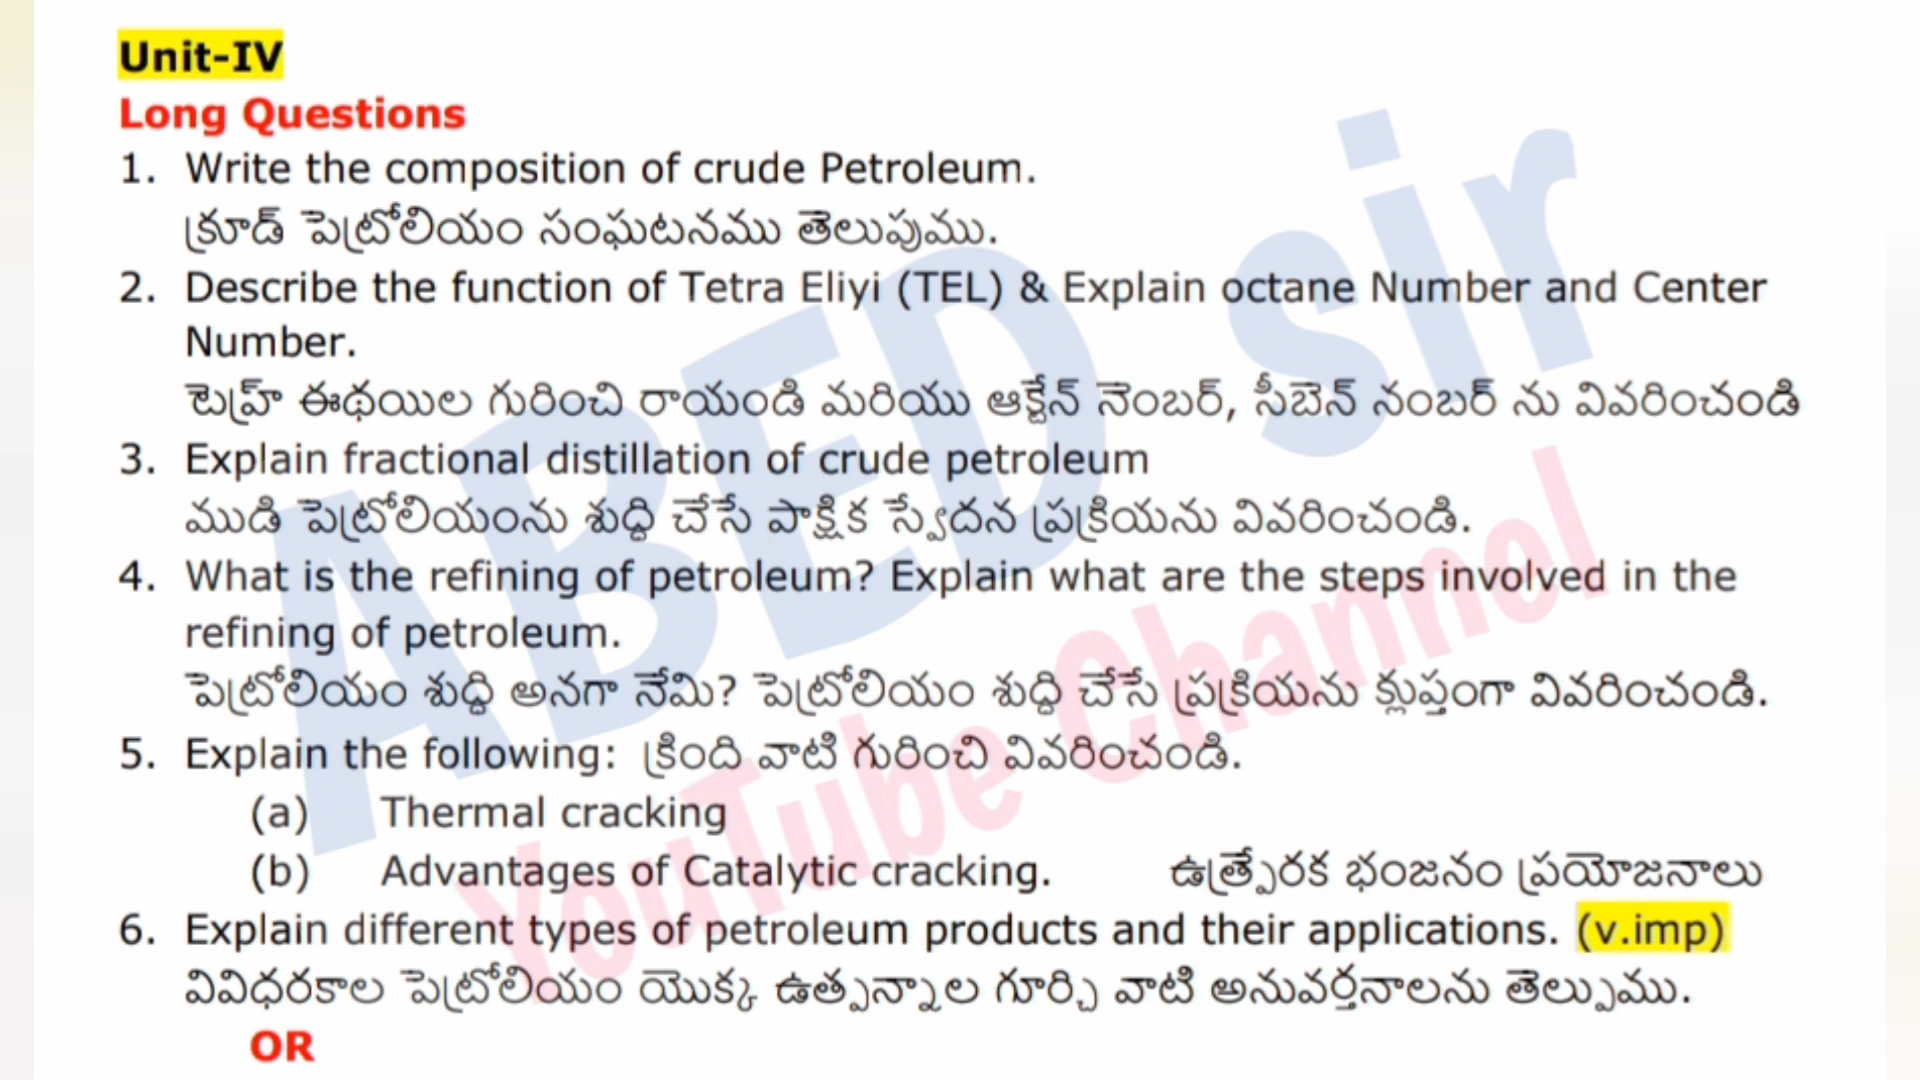 Unit-IV
Long Questions
1. Write the composition of crude Petroleum.
క్రూడ్ పెట్రోలియం సంఘటనము తెలుపుము.
2. Describe the function of Tetra Eliyi (TEL) & Explain octane Number and Center
Number.
టెహ్ర్ ఈథయిల గురించి రాయండి మరియు ఆక్టేన్ నెంబర్, సీబెన్ నంబర్ ను వివరించండి
3. Explain fractional distillation of crude petroleum
ముడి పెట్రోలియంను శుద్ధి చేసే పాక్షిక స్వేదన ప్రక్రియను వివరించండి.
4. What is the refining of petroleum? Explain what are the steps involved in the
refining of petroleum.
పెట్రోలియం శుద్ధి అనగా నేమి? పెట్రోలియం శుద్ధి చేసే ప్రక్రియను క్లుప్తంగా వివరించండి.
5. Explain the following: క్రింది వాటి గురించి వివరించండి.
(a) Thermal cracking
(b) Advantages of Catalytic cracking. ఉత్ప్రేరక భంజనం ప్రయోజనాలు
6. Explain different types of petroleum products and their applications. (v.imp)
వివిధరకాల పెట్రోలియం యొక్క ఉత్పన్నాల గూర్చి వాటి అనువర్తనాలను తెల్పుము.
OR
ABED sir
YouTube Channel